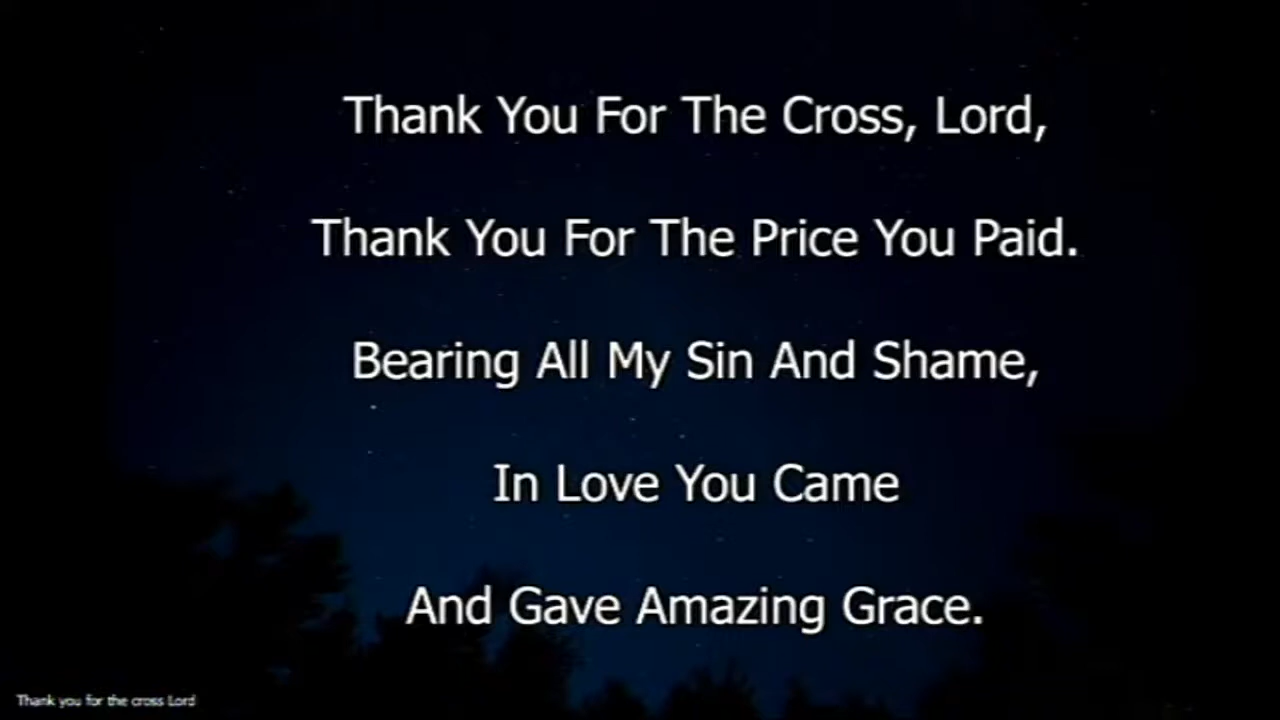 Thank You For The Cross, Lord,
Thank You For The Price You Paid.
Bearing All My Sin And Shame,
In Love You Came
And Gave Amazing Grace.
Thank you for the cross Lord